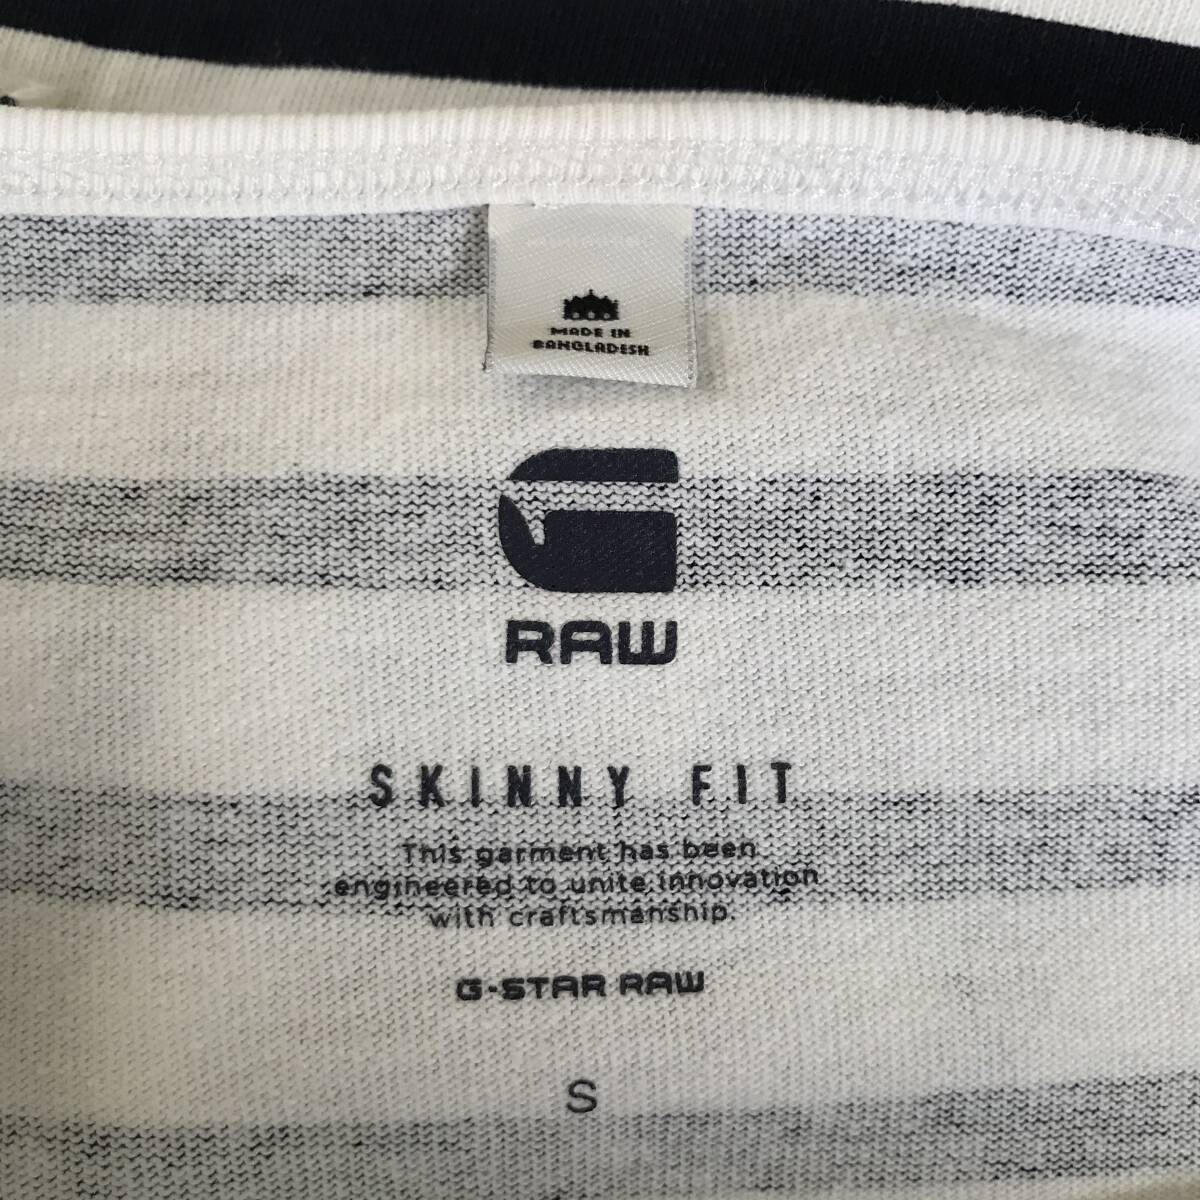 MADE IN
BANGLADESH
G
RAW
SKINNY FIT
This garment has been
engineered to unite innovation
with craftsmanship.
G-STAR RAW
S